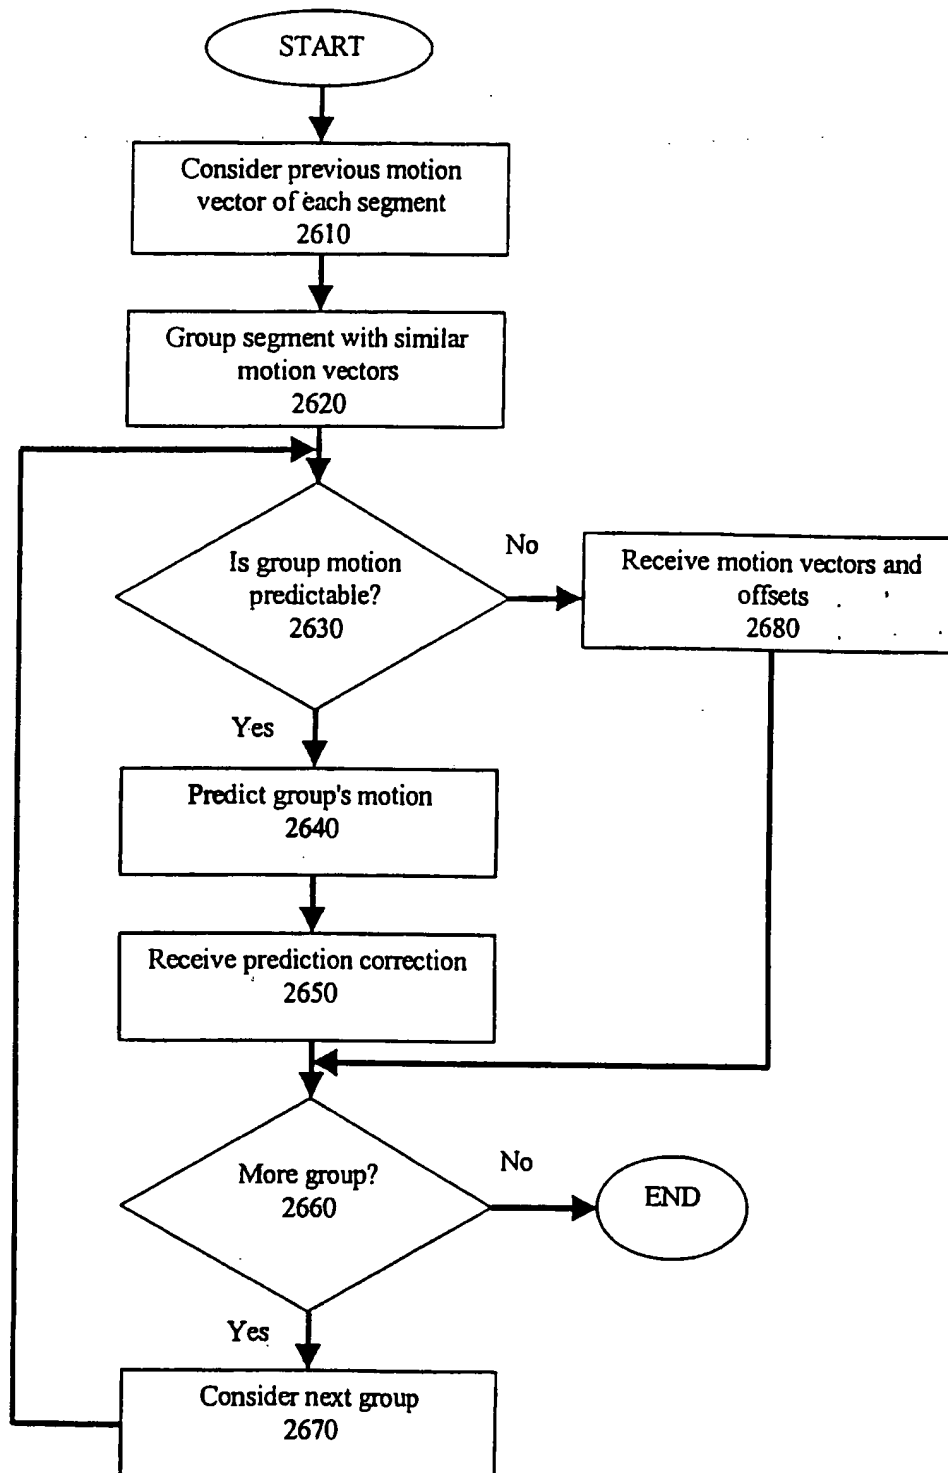 START
Consider previous motion
vector of each segment
2610
Group segment with similar
motion vectors
2620
Is group motion
predictable?
2630
No
Receive motion vectors and
offsets
2680
Yes
Predict group's motion
2640
Receive prediction correction
2650
More group?
2660
No
END
Yes
Consider next group
2670